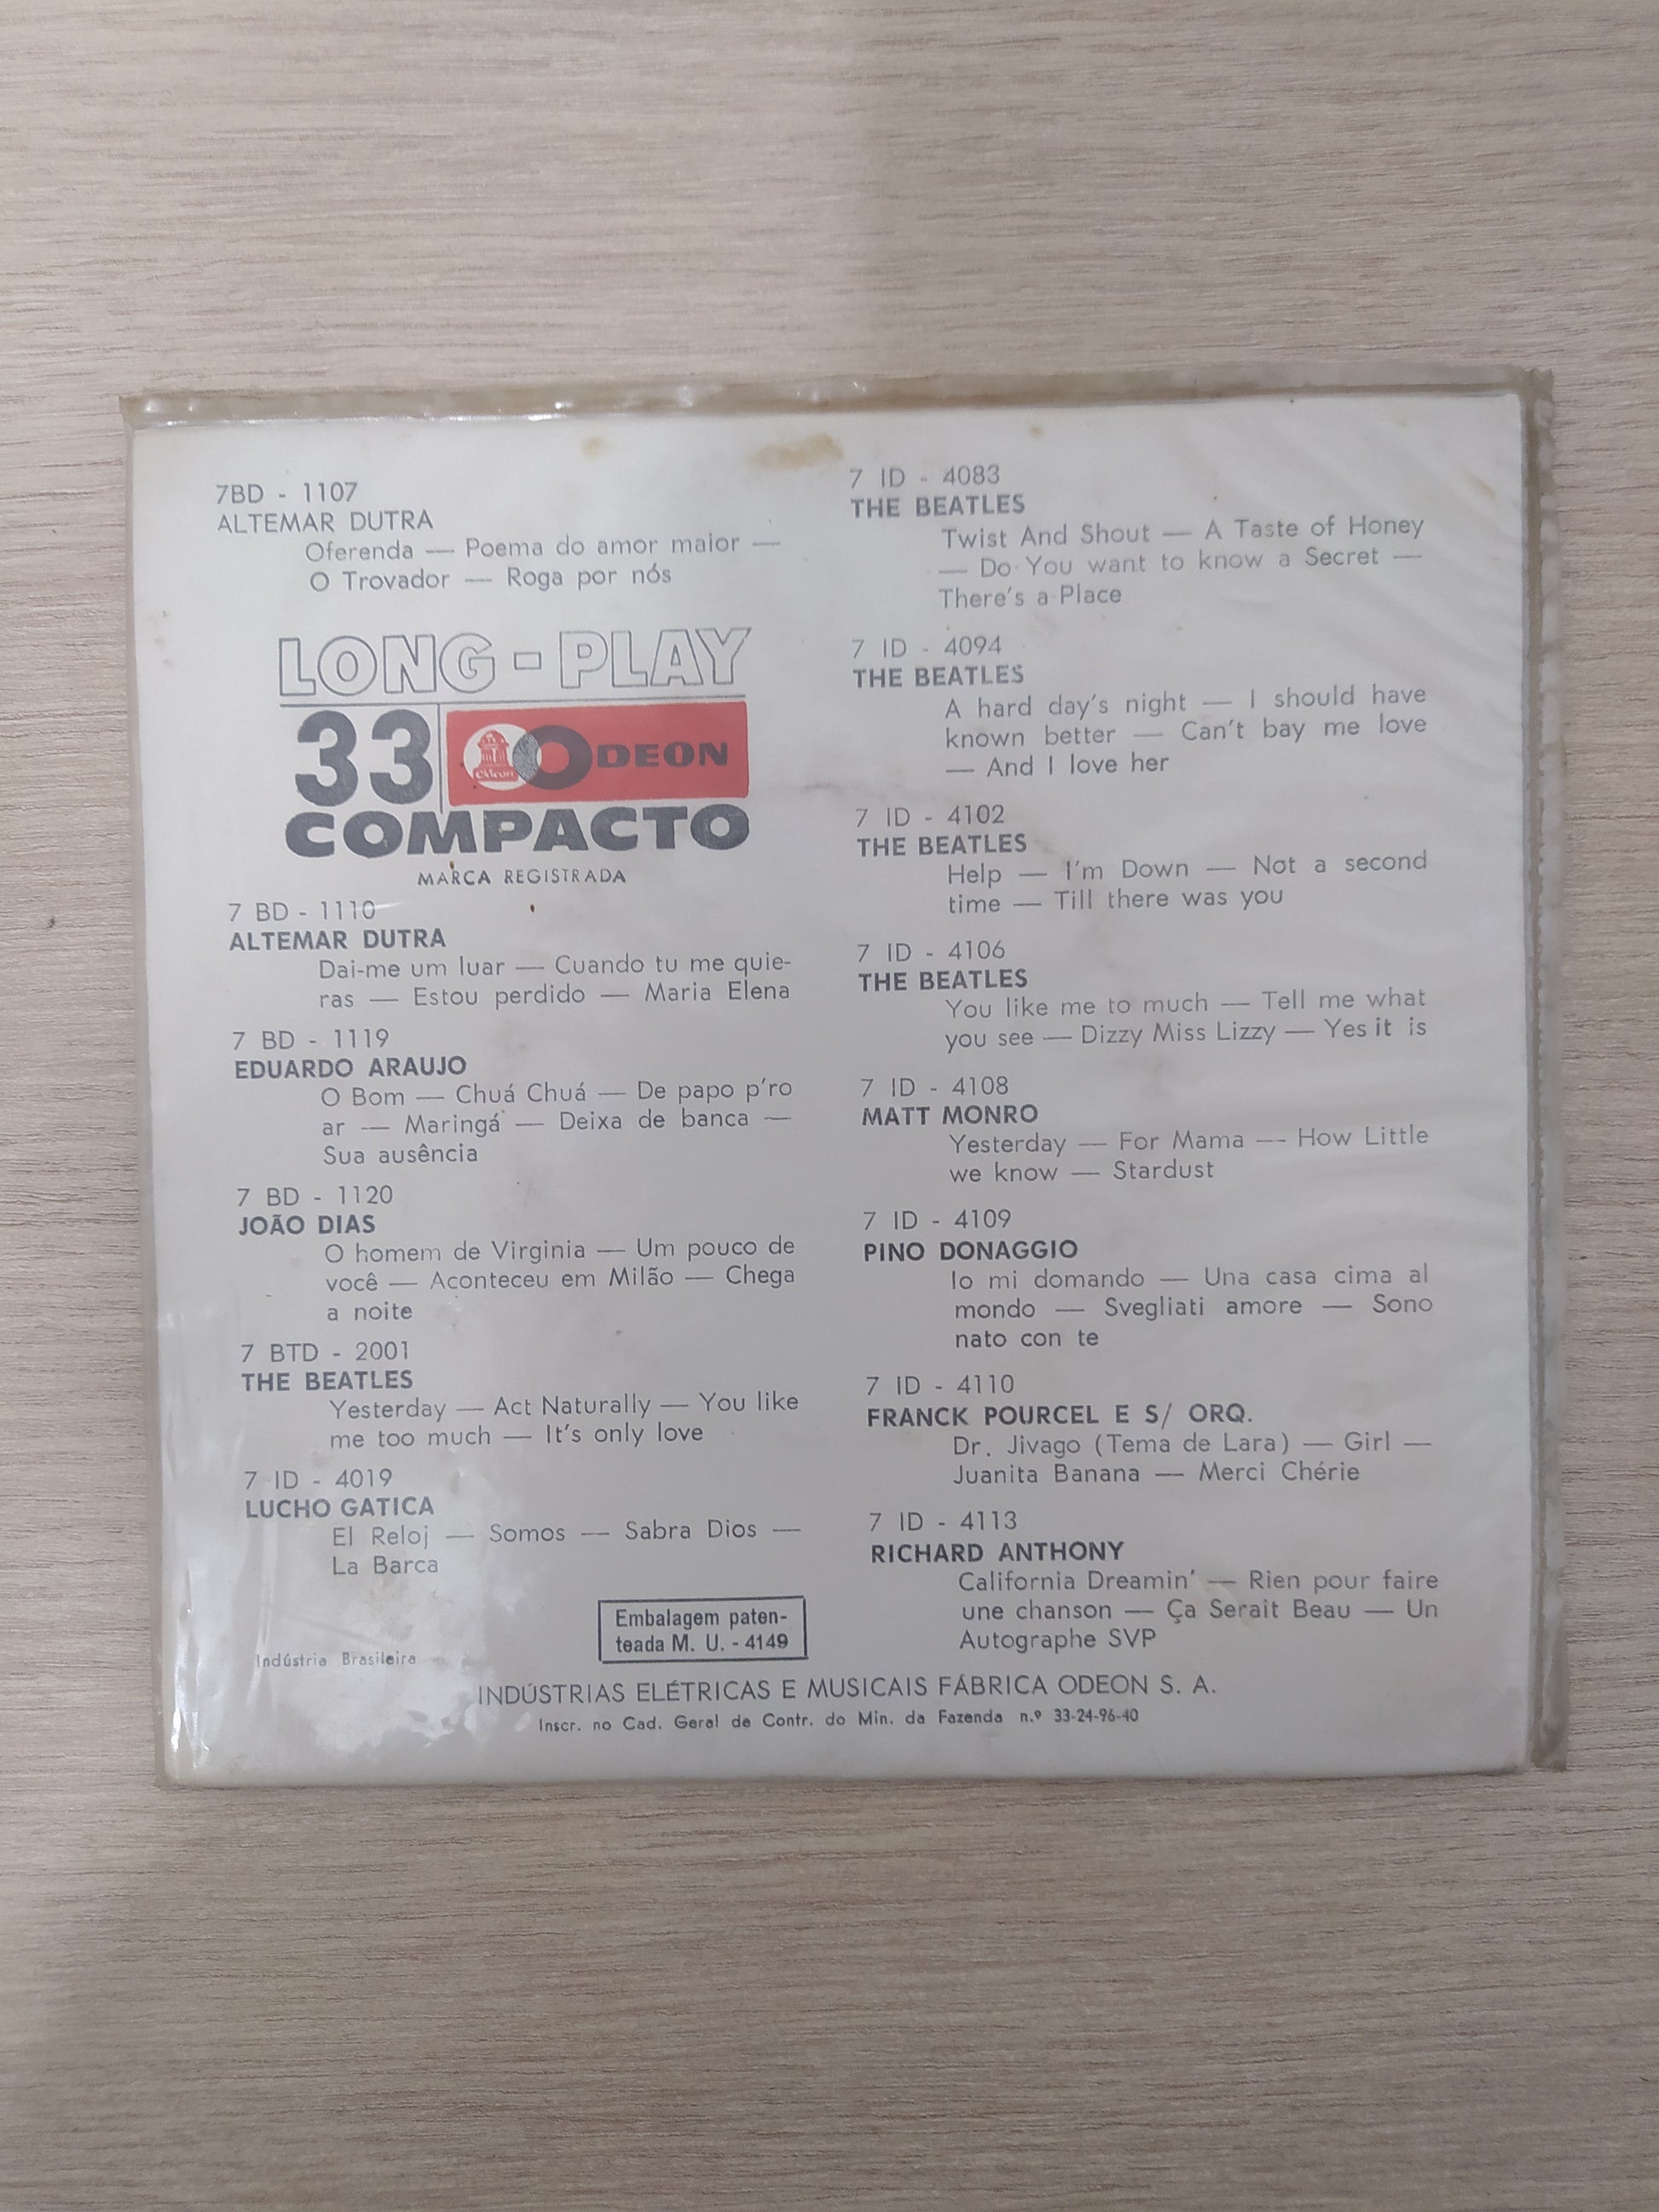 7BD - 1107
ALTEMAR DUTRA
Oferenda — Poema do amor maior —
O Trovador — Roga por nós
LONG-PLAY
33 Odeon ODEON
COMPACTO
MARCA REGISTRADA
7 BD - 1110
ALTEMAR DUTRA
Dai-me um luar — Cuando tu me quie-
ras — Estou perdido — Maria Elena
7 BD - 1119
EDUARDO ARAUJO
O Bom — Chuá Chuá — De papo p'ro
ar — Maringá — Deixa de banca —
Sua ausência
7 BD - 1120
JOÃO DIAS
O homem de Virginia — Um pouco de
você — Aconteceu em Milão — Chega
a noite
7 BTD - 2001
THE BEATLES
Yesterday — Act Naturally — You like
me too much — It's only love
7 ID - 4019
LUCHO GATICA
El Reloj — Somos — Sabra Dios —
La Barca
Embalagem paten-
teada M. U. - 4149
Indústria Brasileira
7 ID - 4083
THE BEATLES
Twist And Shout — A Taste of Honey
— Do You want to know a Secret —
There's a Place
7 ID - 4094
THE BEATLES
A hard day's night — I should have
known better — Can't bay me love
— And I love her
7 ID - 4102
THE BEATLES
Help — I'm Down — Not a second
time — Till there was you
7 ID - 4106
THE BEATLES
You like me to much — Tell me what
you see — Dizzy Miss Lizzy — Yes it is
7 ID - 4108
MATT MONRO
Yesterday — For Mama — How Little
we know — Stardust
7 ID - 4109
PINO DONAGGIO
Io mi domando — Una casa cima al
mondo — Svegliati amore — Sono
nato con te
7 ID - 4110
FRANCK POURCEL E S/ ORQ.
Dr. Jivago (Tema de Lara) — Girl —
Juanita Banana — Merci Chérie
7 ID - 4113
RICHARD ANTHONY
California Dreamin' — Rien pour faire
une chanson — Ça Serait Beau — Un
Autographe SVP
INDÚSTRIAS ELÉTRICAS E MUSICAIS FÁBRICA ODEON S. A.
Inscr. no Cad. Geral de Contr. do Min. da Fazenda n.º 33-24-96-40